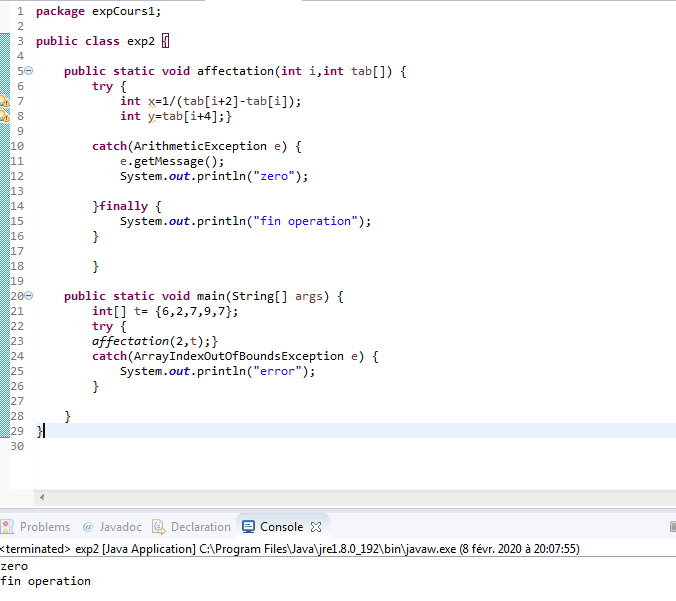 1 package expCours1;
2
3 public class exp2 {
4
5 public static void affectation(int i,int tab[]) {
6 try {
7 int x=1/(tab[i+2]-tab[i]);
8 int y=tab[i+4];}
9
10 catch(ArithmeticException e) {
11 e.getMessage();
12 System.out.println("zero");
13
14 }finally {
15 System.out.println("fin operation");
16 }
17
18 }
19
20 public static void main(String[] args) {
21 int[] t= {6,2,7,9,7};
22 try {
23 affectation(2,t);}
24 catch(ArrayIndexOutOfBoundsException e) {
25 System.out.println("error");
26 }
27
28 }
29 }
30
Problems @ Javadoc Declaration Console
<terminated> exp2 [Java Application] C:\Program Files\Java\jre1.8.0_192\bin\javaw.exe (8 févr. 2020 à 20:07:55)
zero
fin operation